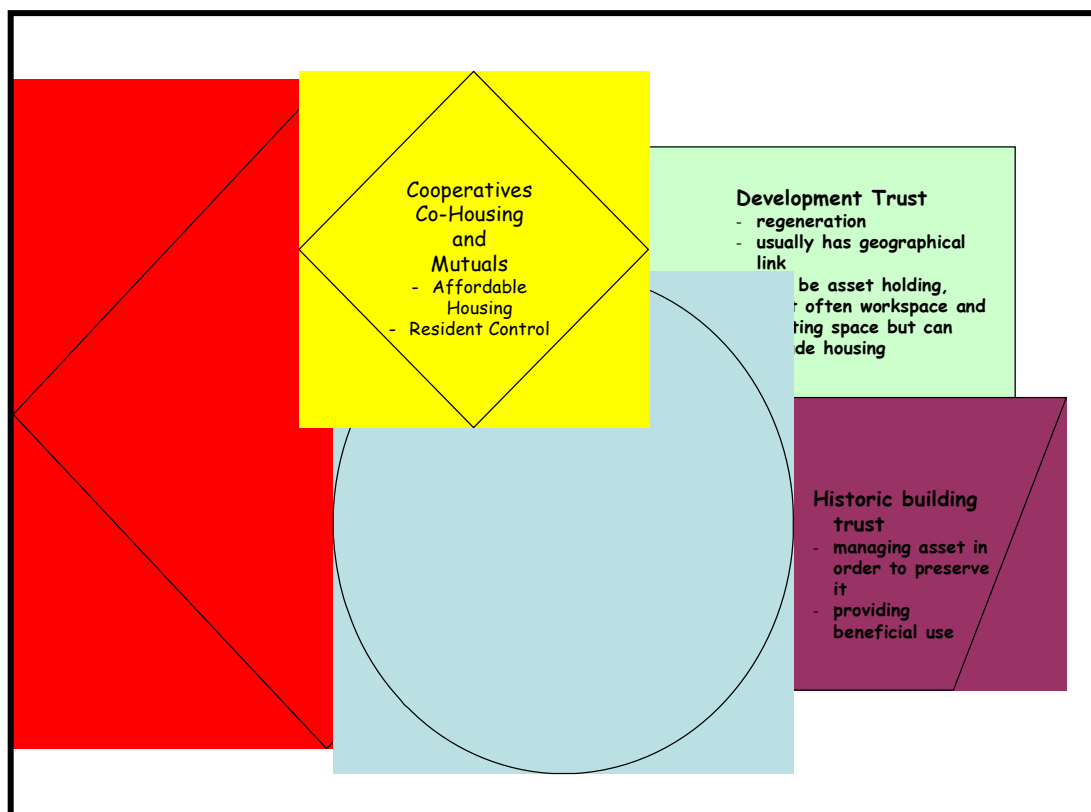 Cooperatives
Co-Housing
and
Mutuals
- Affordable
Housing
- Resident Control
Development Trust
- regeneration
- usually has geographical
link
be asset holding,
often workspace and
space but can
housing
Historic building
trust
- managing asset in
order to preserve
it
- providing
beneficial use